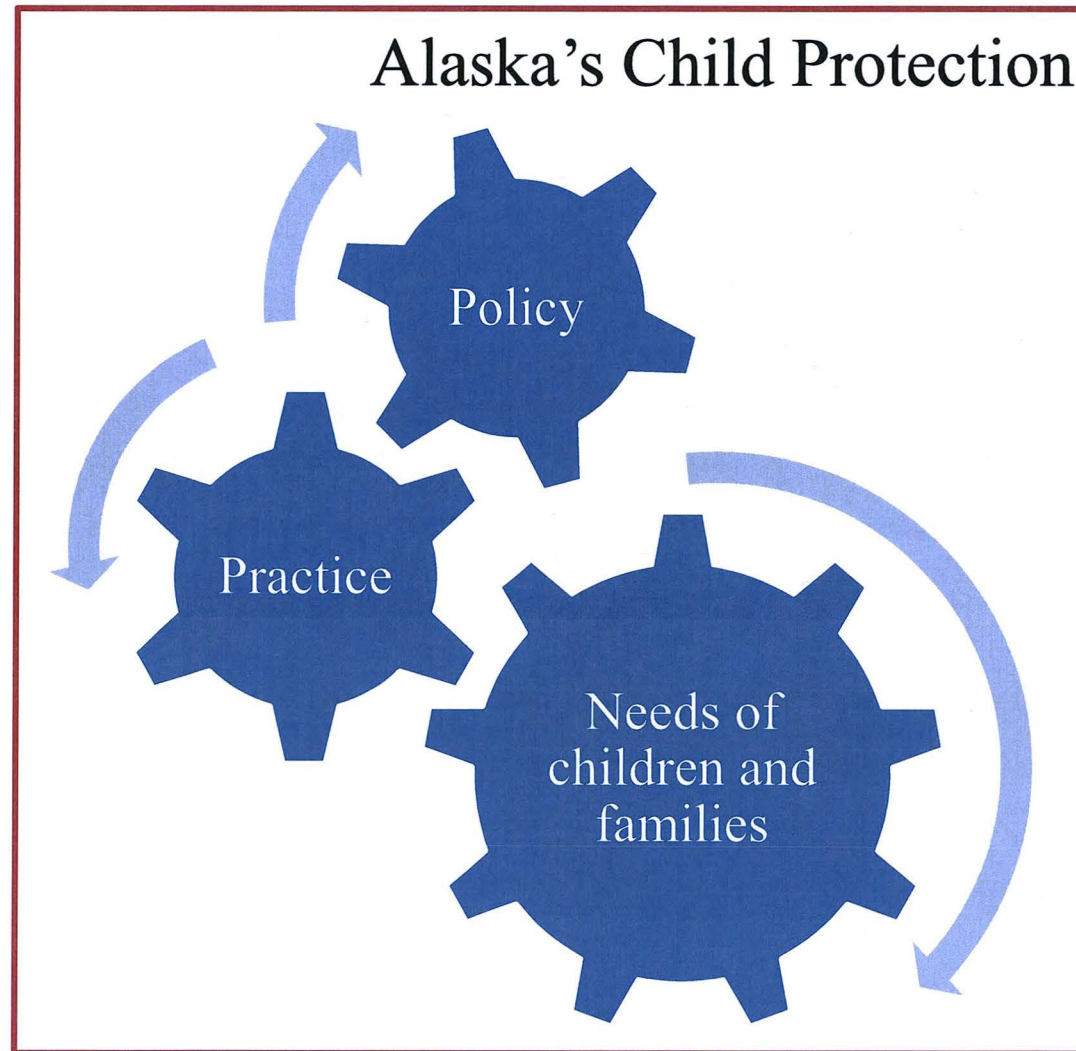 Alaska's Child Protection
Policy
Practice
Needs of
children and
families